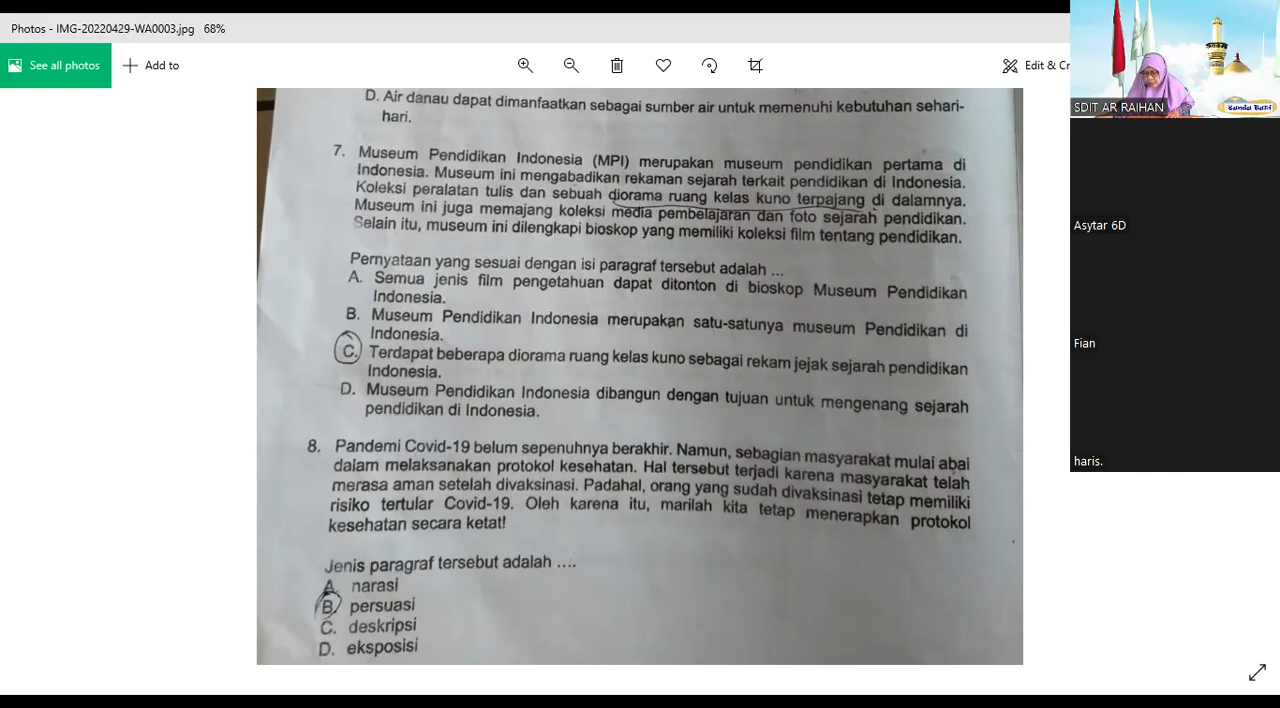 Photos - IMG-20220429-WA0003.jpg 68%
See all photos
Add to
Edit & Cr
D. Air danau dapat dimanfaatkan sebagai sumber air untuk memenuhi kebutuhan sehari-
hari.
7. Museum Pendidikan Indonesia (MPI) merupakan museum pendidikan pertama di
Indonesia. Museum ini mengabadikan rekaman sejarah terkait pendidikan di Indonesia.
Koleksi peralatan tulis dan sebuah diorama ruang kelas kuno terpajang di dalamnya.
Museum ini juga memajang koleksi media pembelajaran dan foto sejarah pendidikan.
Selain itu, museum ini dilengkapi bioskop yang memiliki koleksi film tentang pendidikan.
Pernyataan yang sesuai dengan isi paragraf tersebut adalah ...
A. Semua jenis film pengetahuan dapat ditonton di bioskop Museum Pendidikan
Indonesia.
B. Museum Pendidikan Indonesia merupakan satu-satunya museum Pendidikan di
Indonesia.
C. Terdapat beberapa diorama ruang kelas kuno sebagai rekam jejak sejarah pendidikan
Indonesia.
D. Museum Pendidikan Indonesia dibangun dengan tujuan untuk mengenang sejarah
pendidikan di Indonesia.
8. Pandemi Covid-19 belum sepenuhnya berakhir. Namun, sebagian masyarakat mulai abai
dalam melaksanakan protokol kesehatan. Hal tersebut terjadi karena masyarakat telah
merasa aman setelah divaksinasi. Padahal, orang yang sudah divaksinasi tetap memiliki
risiko tertular Covid-19. Oleh karena itu, marilah kita tetap menerapkan protokol
kesehatan secara ketat!
Jenis paragraf tersebut adalah ....
A. narasi
B. persuasi
C. deskripsi
D. eksposisi
SDIT AR RAIHAN
Asytar 6D
Fian
haris.